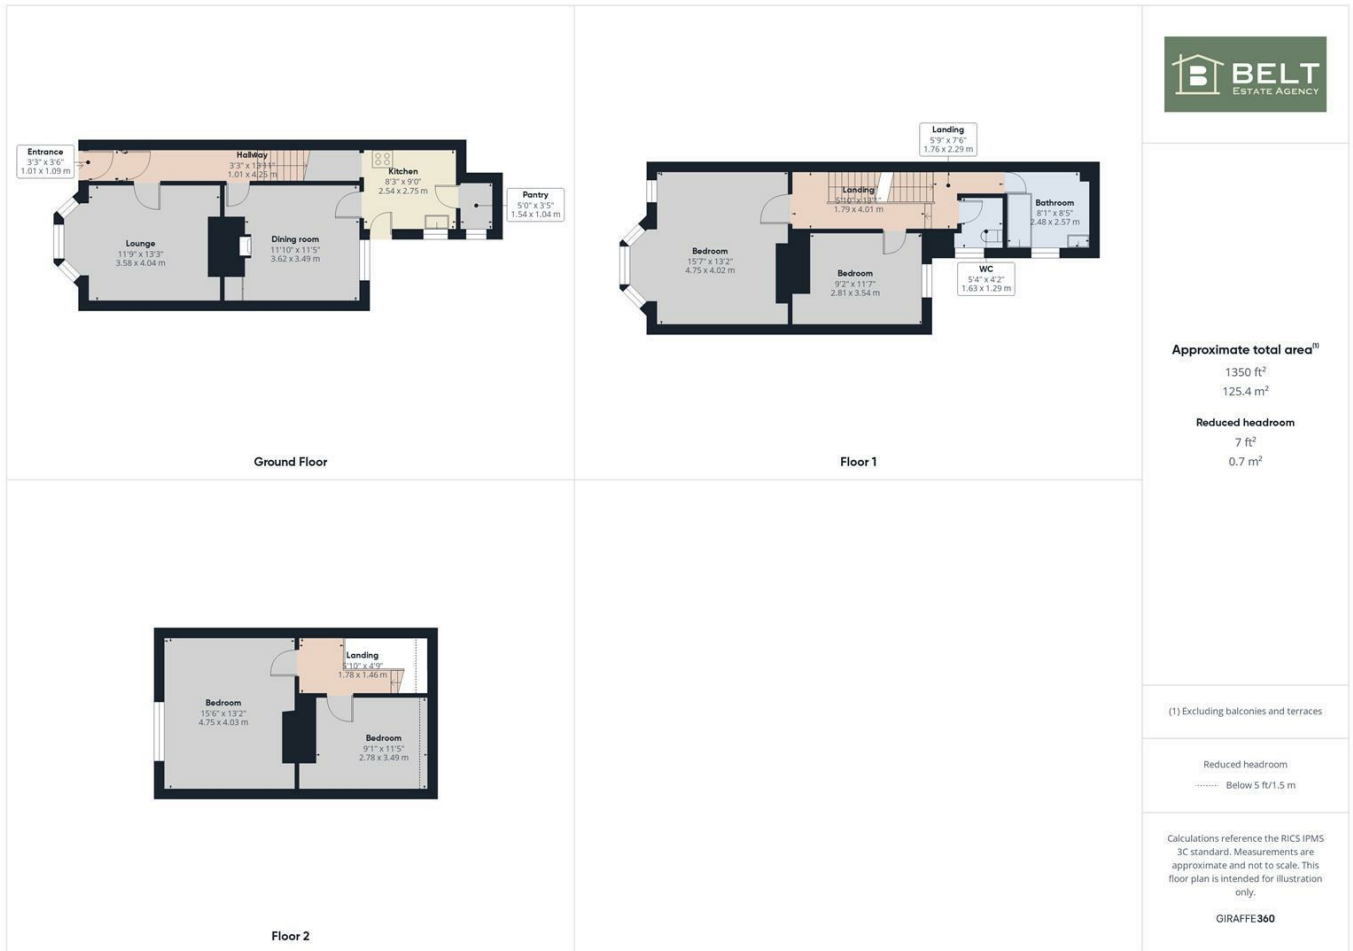 Entrance
3'3" x 3'6"
1.01 x 1.09 m
Hallway
3'3" x 13'11"
1.01 x 4.25 m
Kitchen
8'3" x 9'0"
2.54 x 2.75 m
Pantry
5'0" x 3'5"
1.54 x 1.04 m
Lounge
11'9" x 13'3"
3.58 x 4.04 m
Dining room
11'10" x 11'5"
3.62 x 3.49 m
Ground Floor
Landing
5'9" x 7'6"
1.76 x 2.29 m
Landing
5'10" x 13'1"
1.79 x 4.01 m
Bathroom
8'1" x 8'5"
2.48 x 2.57 m
Bedroom
15'7" x 13'2"
4.75 x 4.02 m
Bedroom
9'2" x 11'7"
2.81 x 3.54 m
WC
5'4" x 4'2"
1.63 x 1.29 m
Floor 1
Landing
5'10" x 4'9"
1.78 x 1.46 m
Bedroom
15'6" x 13'2"
4.75 x 4.03 m
Bedroom
9'1" x 11'5"
2.78 x 3.49 m
Floor 2
B BELT
ESTATE AGENCY
Approximate total area(1)
1350 ft²
125.4 m²
Reduced headroom
7 ft²
0.7 m²
(1) Excluding balconies and terraces
Reduced headroom
Below 5 ft/1.5 m
Calculations reference the RICS IPMS
3C standard. Measurements are
approximate and not to scale. This
floor plan is intended for illustration
only.
GIRAFFE360